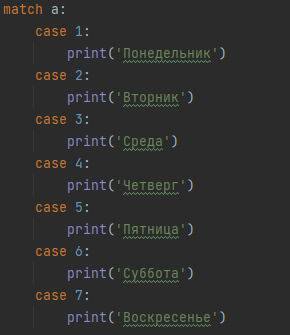 match a:
    case 1:
        print('Понедельник')
    case 2:
        print('Вторник')
    case 3:
        print('Среда')
    case 4:
        print('Четверг')
    case 5:
        print('Пятница')
    case 6:
        print('Суббота')
    case 7:
        print('Воскресенье')